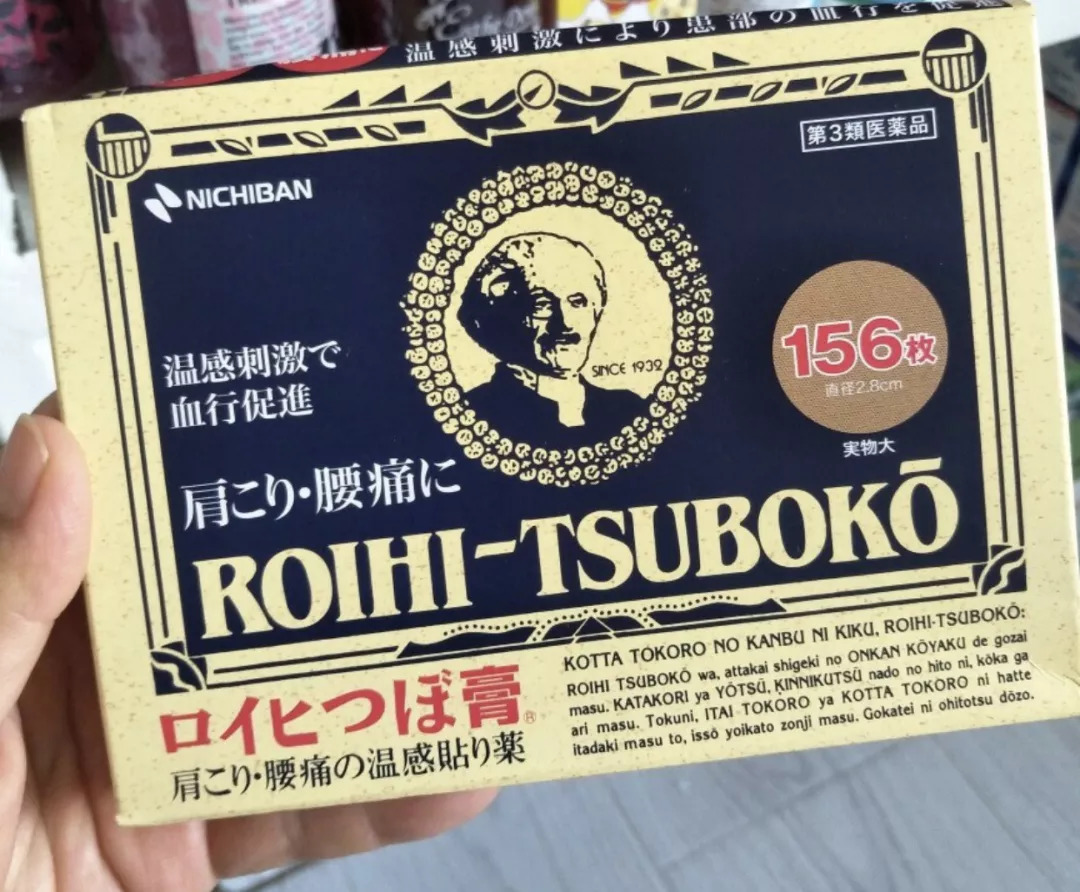 温感刺激により患部の血行を促進
第3類医薬品
NICHIBAN
SINCE 1932
156枚
直径2.8cm
実物大
温感刺激で
血行促進
肩こり・腰痛に
ROIHI-TSUBOKŌ
ロイヒつぼ膏®
肩こり・腰痛の温感貼り薬
KOTTA TOKORO NO KANBU NI KIKU, ROIHI-TSUBOKŌ:
ROIHI TSUBOKŌ wa, attakai shigeki no ONKAN KŌYAKU de gozai
masu. KATAKORI ya YŌTSŪ, KINNIKUTSŪ nado no hito ni, kōka ga
ari masu. Tokuni, ITAI TOKORO ya KOTTA TOKORO ni hatte
itadaki masu to, issō yoikato zonji masu. Gokatei ni ohitotsu dōzo.